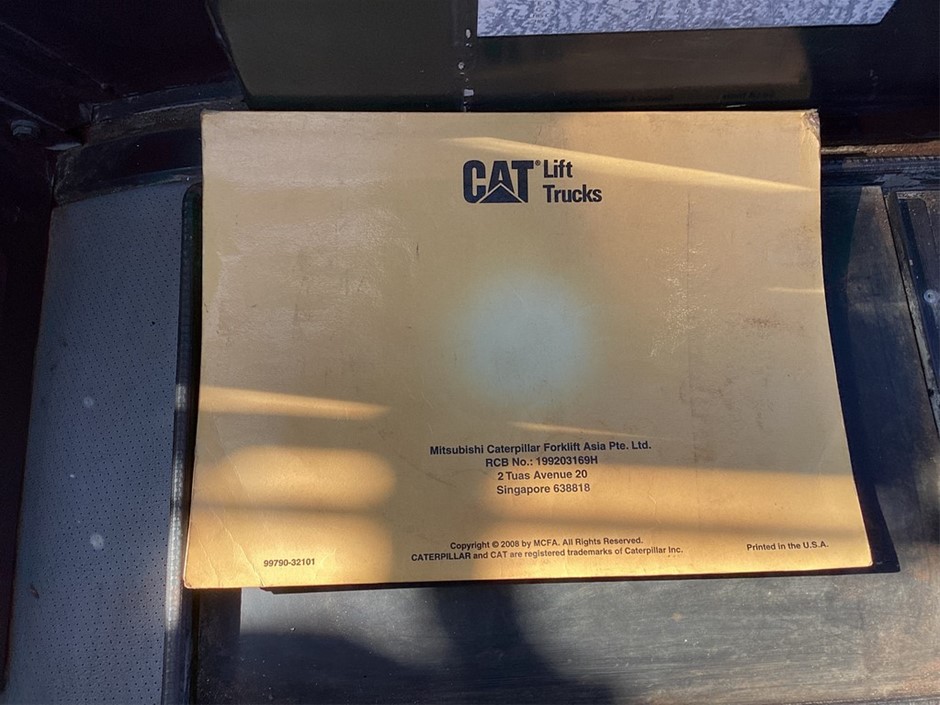 CAT® Lift
Trucks
Mitsubishi Caterpillar Forklift Asia Pte. Ltd.
RCB No.: 199203169H
2 Tuas Avenue 20
Singapore 638818
Copyright © 2008 by MCFA. All Rights Reserved.
CATERPILLAR and CAT are registered trademarks of Caterpillar Inc.
99790-32101
Printed in the U.S.A.